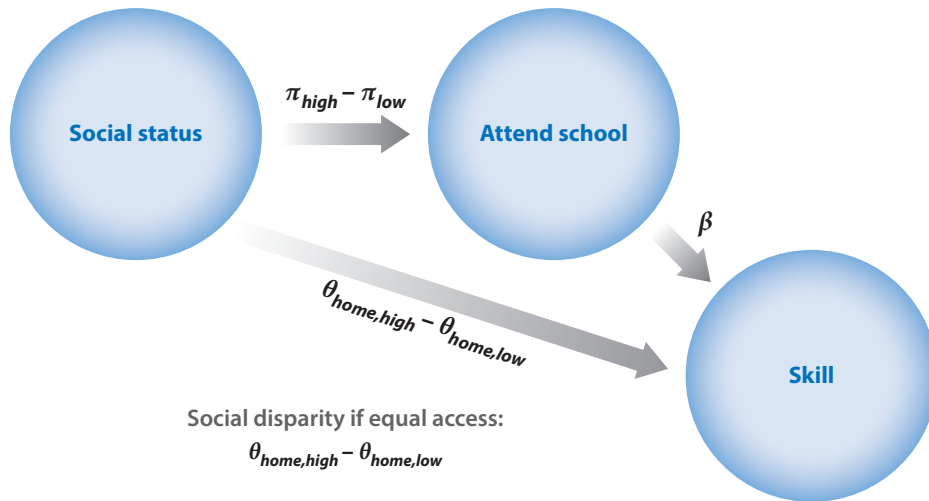 π_high – π_low
Social status
Attend school
β
θ_home,high – θ_home,low
Skill
Social disparity if equal access:
θ_home,high – θ_home,low